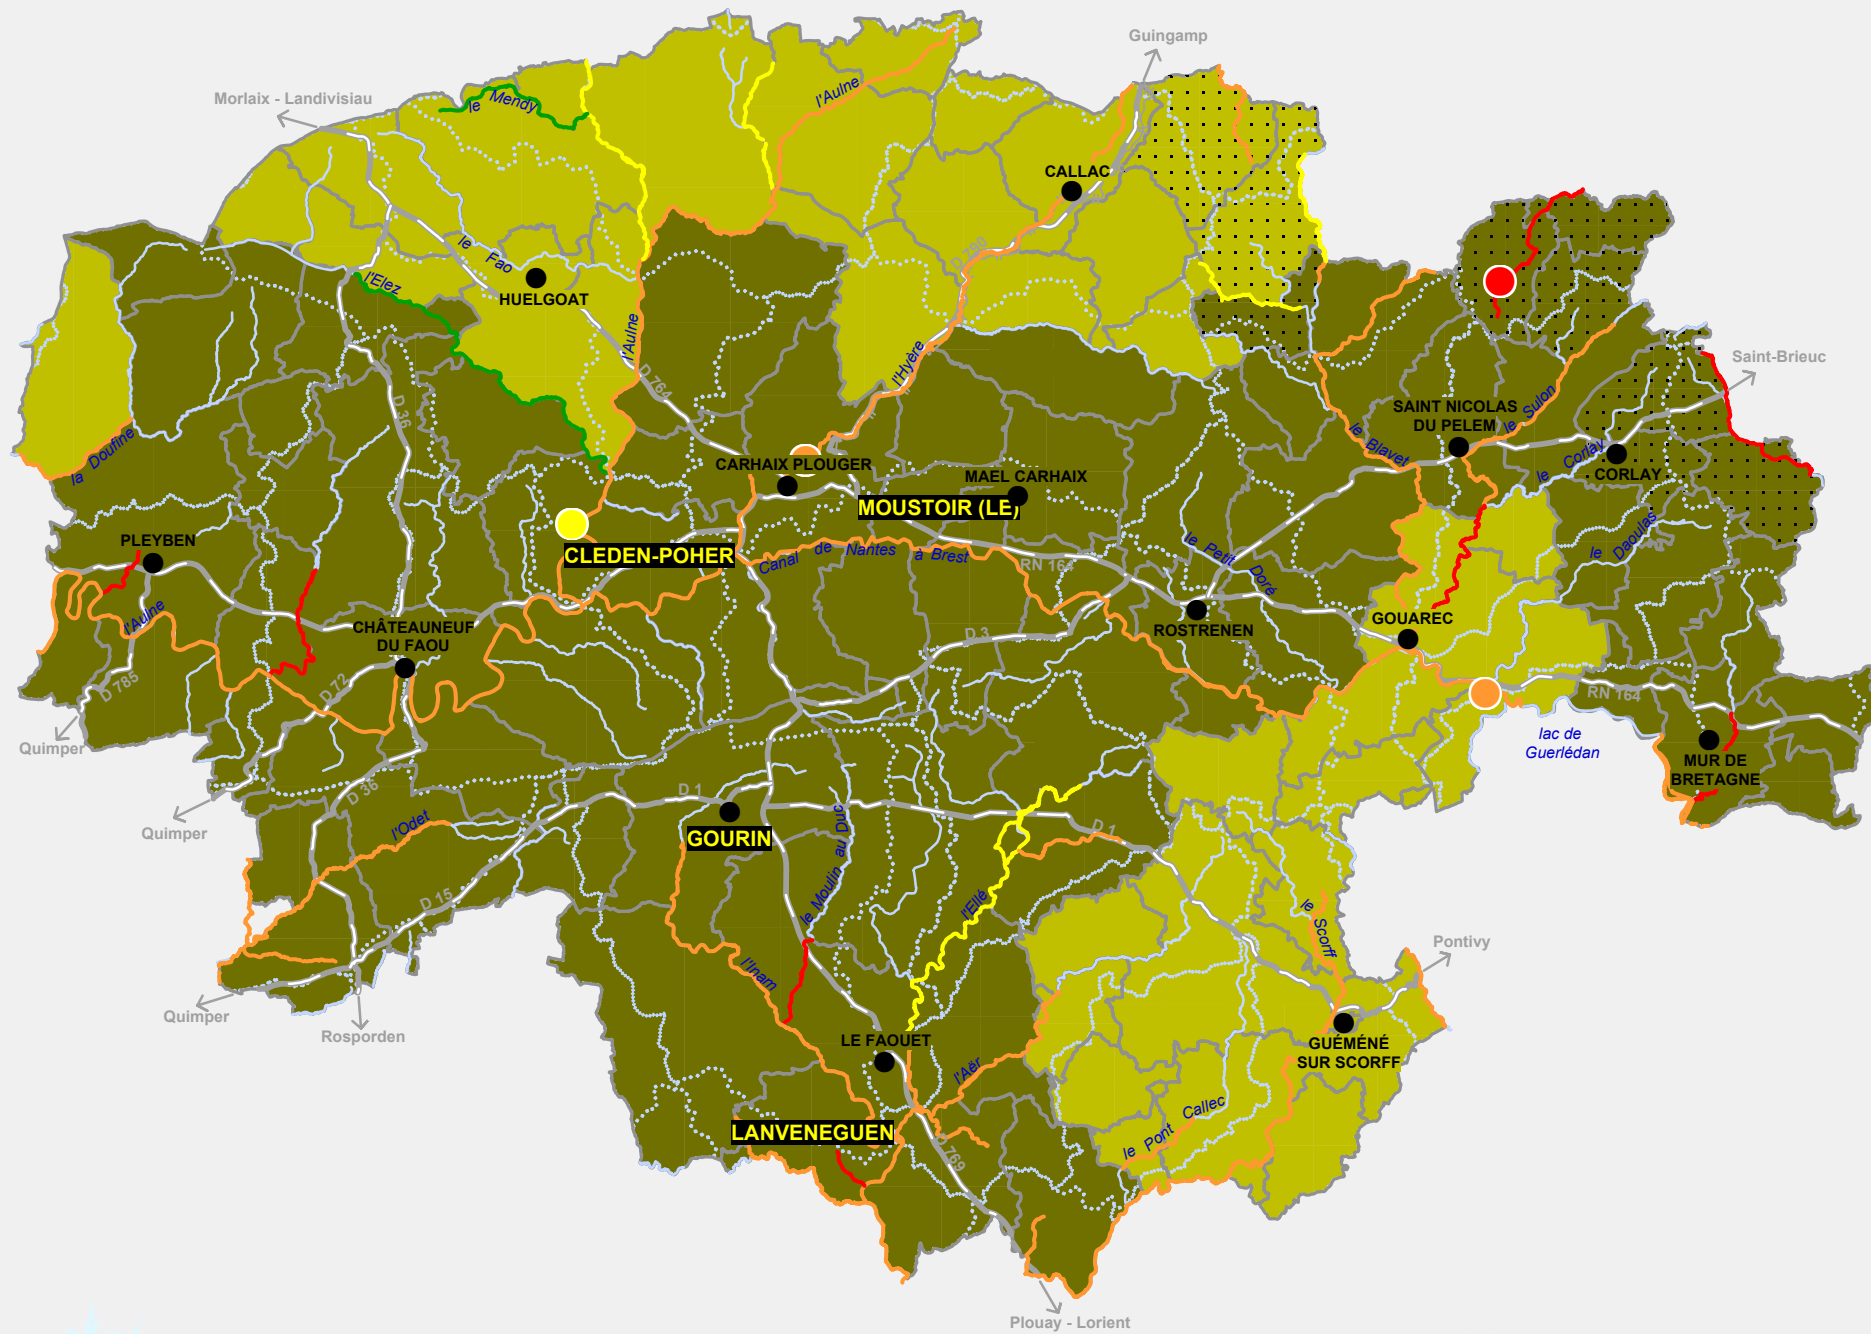 Guingamp
Morlaix - Landivisiau
le Mendy
l'Aulne
CALLAC
le Fao
l'Elez
HUELGOAT
D 790
l'Aulne
l'Hyère
Saint-Brieuc
D 764
D 36
SAINT NICOLAS
DU PELEM
le Sulon
le Blavet
la Doufine
le Corlay
CORLAY
CARHAIX PLOUGER
MAEL CARHAIX
MOUSTOIR (LE)
PLEYBEN
CLEDEN-POHER
Canal de Nantes à Brest
RN 164
le Petit Doré
le Daoulas
l'Aulne
CHÂTEAUNEUF
DU FAOU
D 3
ROSTRENEN
GOUAREC
D 785
D 72
RN 164
Quimper
lac de
Guerlédan
MUR DE
BRETAGNE
D 36
D 1
Quimper
l'Odet
GOURIN
le Moulin au Duc
D 1
D 15
l'Ellé
le Scorff
Pontivy
l'Inam
Quimper
Rosporden
LE FAOUET
GUÉMÉNÉ
SUR SCORFF
l'Aër
le Pont Callec
LANVENEGUEN
D 769
Plouay - Lorient